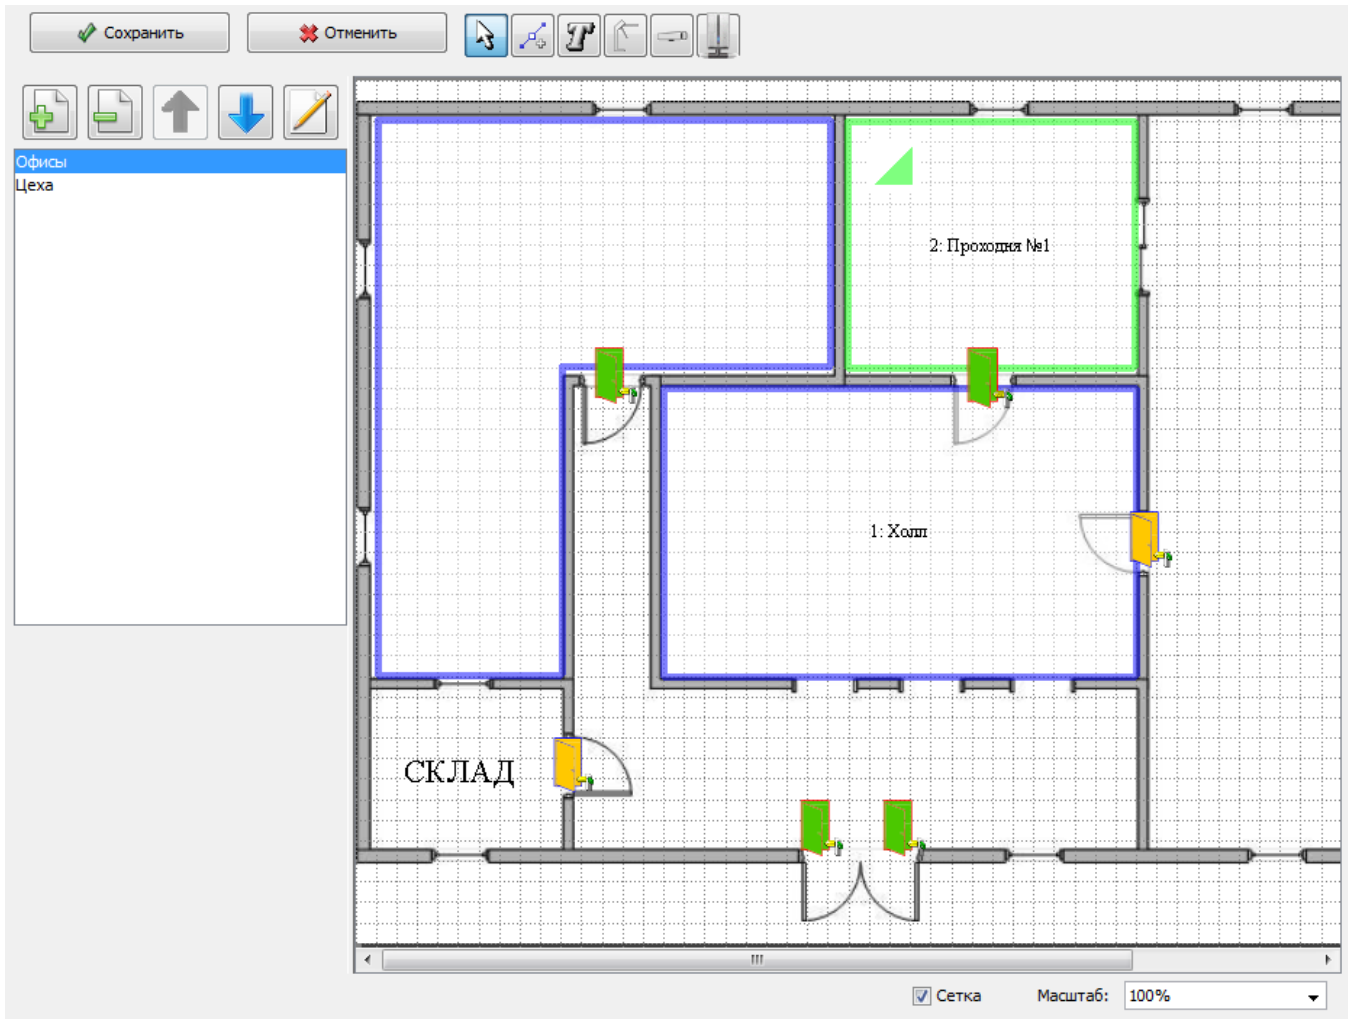 Сохранить
Отменить
Офисы
Цеха
2: Проходня №1
1: Холл
СКЛАД
Сетка
Масштаб:
100%